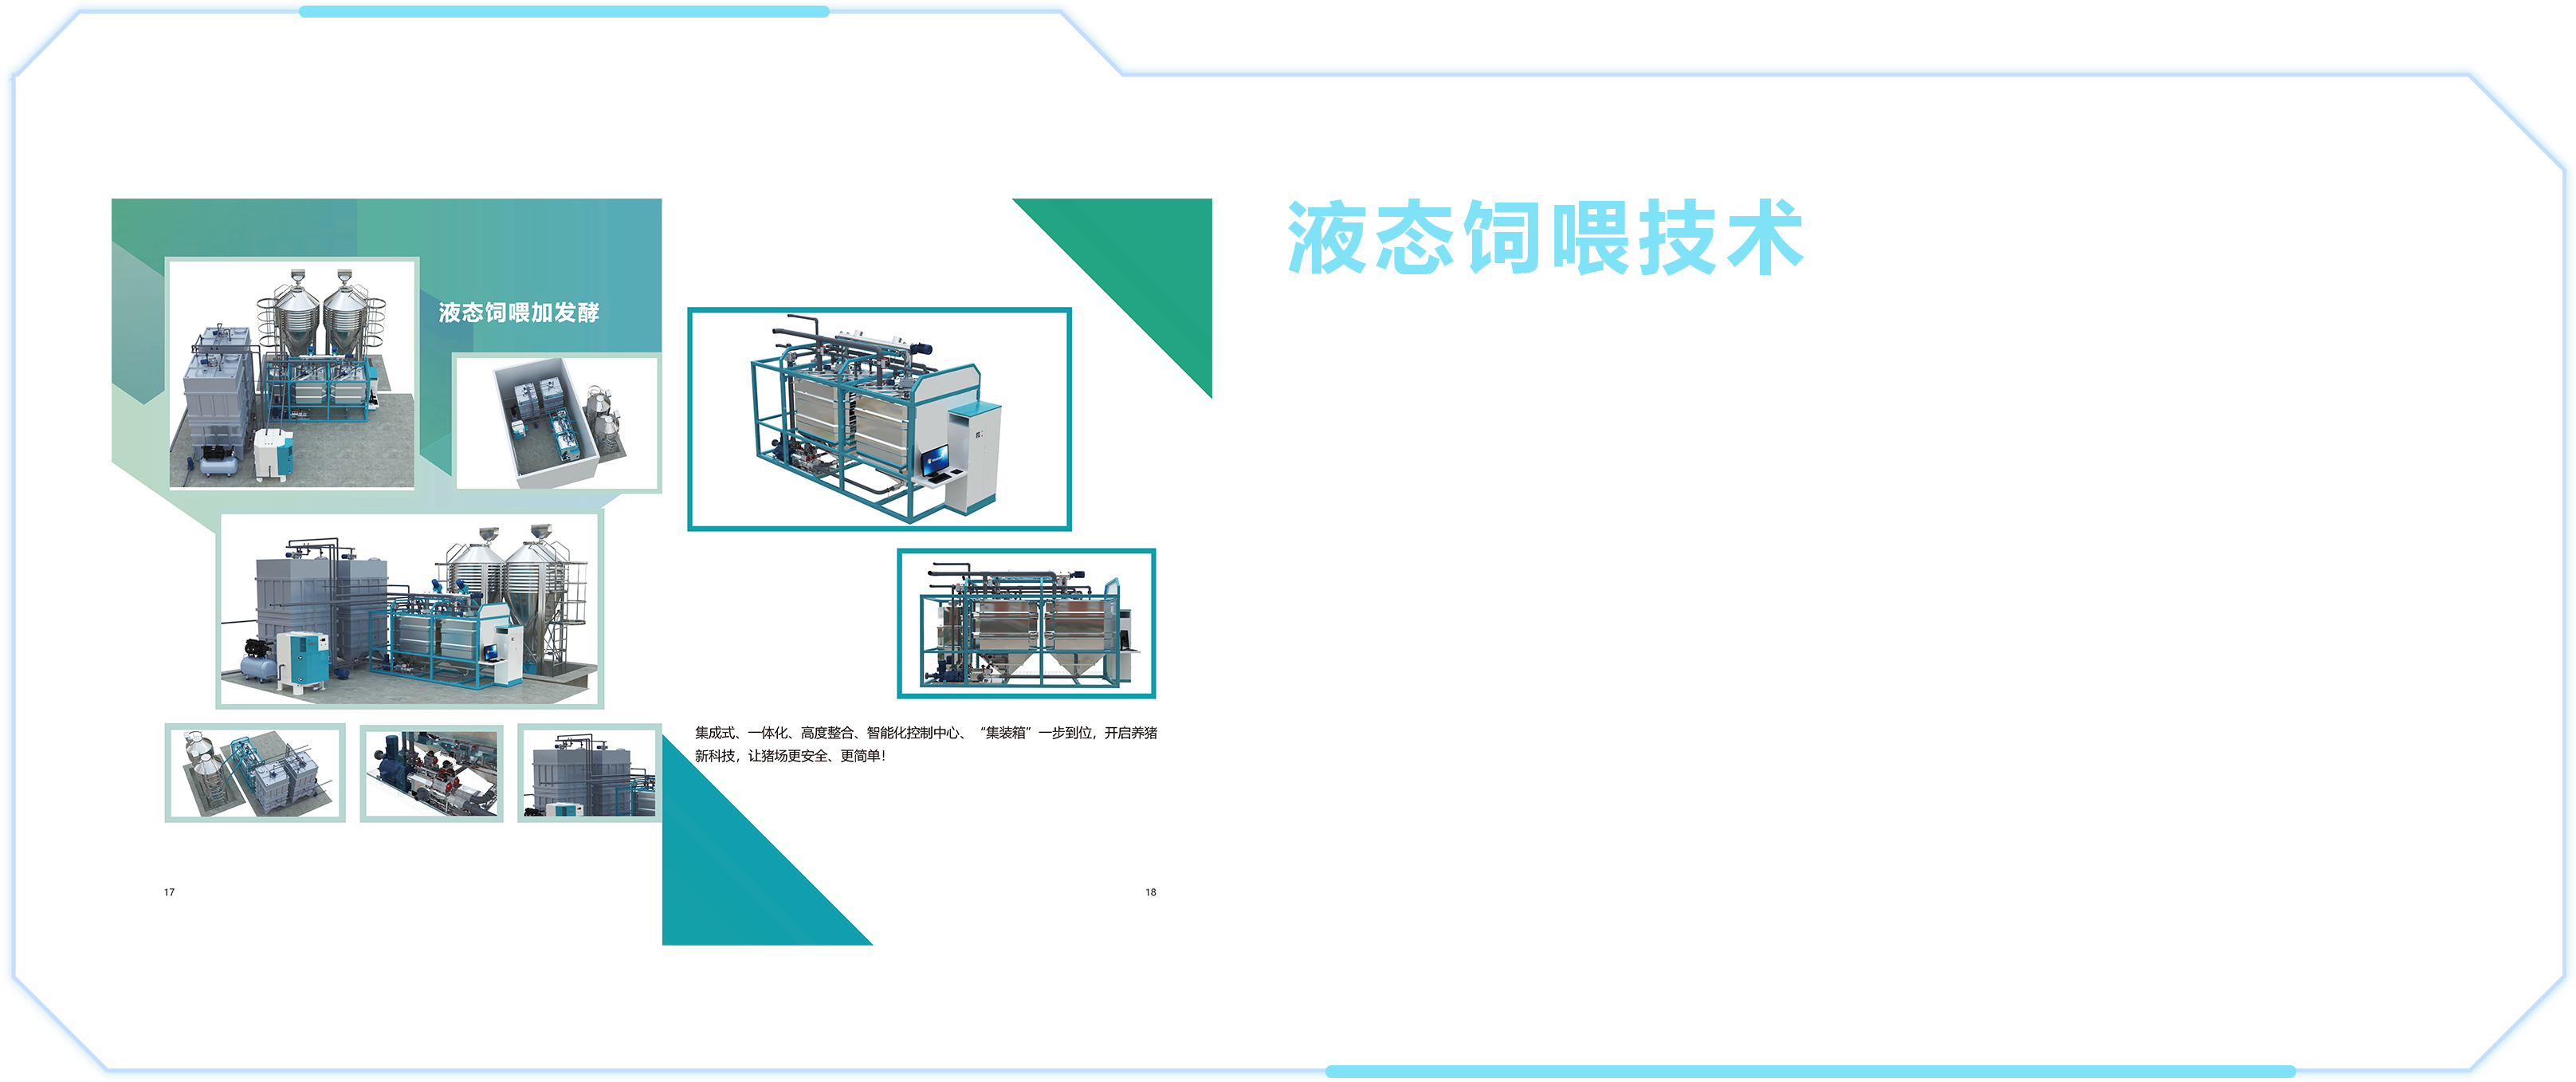 液态饲喂技术
液态饲喂加发酵
集成式、一体化、高度整合、智能化控制中心、“集装箱”一步到位，开启养猪
新科技，让猪场更安全、更简单！
17
18